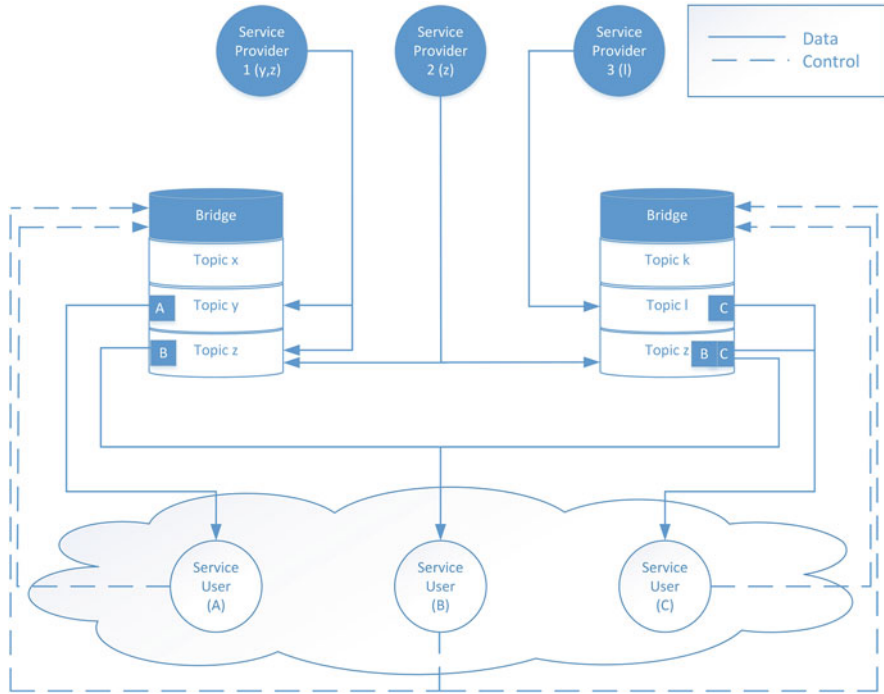 Service
Provider
1 (y,z)
Service
Provider
2 (z)
Service
Provider
3 (l)
Data
Control
Bridge
Topic x
A
Topic y
B
Topic z
Bridge
Topic k
Topic l
C
Topic z
B
C
Service
User
(A)
Service
User
(B)
Service
User
(C)